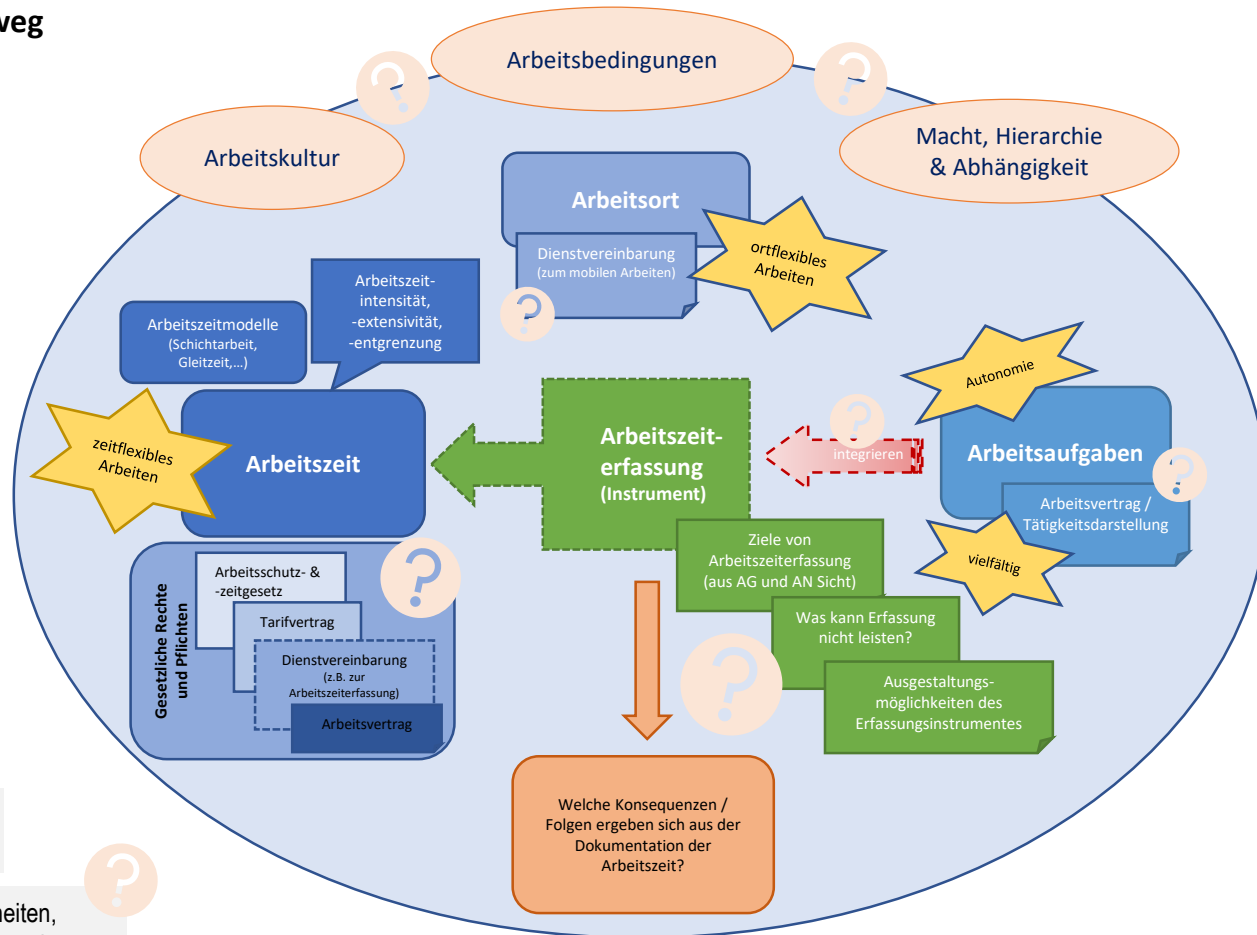 weg
Arbeitsbedingungen
Arbeitskultur
Macht, Hierarchie
& Abhängigkeit
Arbeitsort
Dienstvereinbarung
(zum mobilen Arbeiten)
ortflexibles
Arbeiten
?
?
?
Arbeitszeit-
intensität,
-extensivität,
-entgrenzung
Arbeitszeitmodelle
(Schichtarbeit,
Gleitzeit,...)
zeitflexibles
Arbeiten
Arbeitszeit
Arbeitszeit-
erfassung
(Instrument)
?
integrieren
Autonomie
Arbeitsaufgaben
?
Arbeitsvertrag /
Tätigkeitsdarstellung
vielfältig
Ziele von
Arbeitszeiterfassung
(aus AG und AN Sicht)
Was kann Erfassung
nicht leisten?
Ausgestaltungs-
möglichkeiten des
Erfassungsinstrumentes
?
Gesetzliche Rechte
und Pflichten
?
Arbeitsschutz- &
-zeitgesetz
Tarifvertrag
Dienstvereinbarung
(z.B. zur
Arbeitszeiterfassung)
Arbeitsvertrag
Welche Konsequenzen /
Folgen ergeben sich aus der
Dokumentation der
Arbeitszeit?
?
heiten,